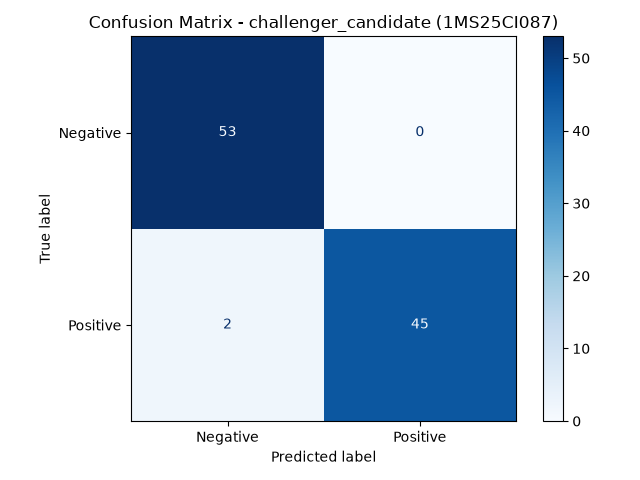 Confusion Matrix - challenger_candidate (1MS25CI087)
True label
Negative
53
0
Positive
2
45
Negative
Positive
Predicted label
50
40
30
20
10
0